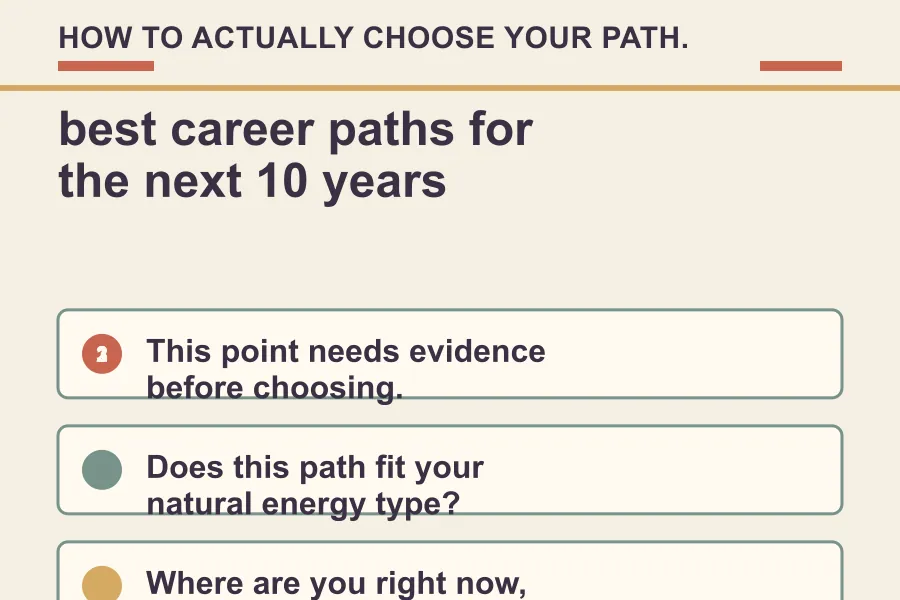 HOW TO ACTUALLY CHOOSE YOUR PATH.
best career paths for
the next 10 years
This point needs evidence
before choosing.
Does this path fit your
natural energy type?
Where are you right now,